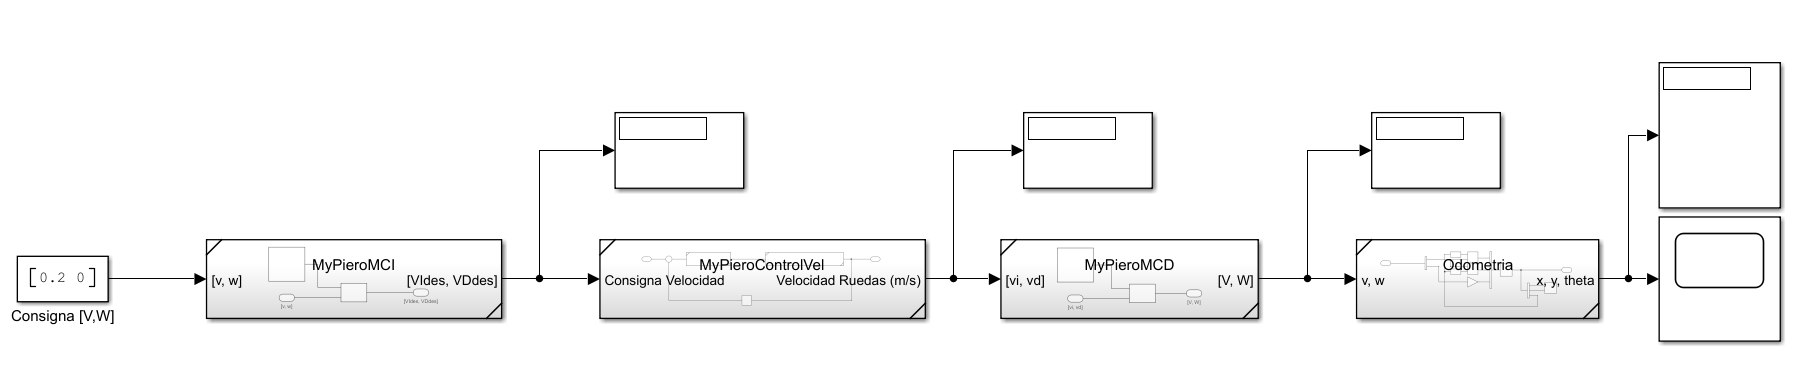 [0.2 0]
Consigna [V,W]
MyPieroMCI
[v, w]
[VIdes, VDdes]
[v, w]
[VIdes, VDdes]
MyPieroControlVel
Consigna Velocidad
Velocidad Ruedas (m/s)
MyPieroMCD
[vi, vd]
[V, W]
[vi, vd]
[V, W]
Odometria
v, w
x, y, theta